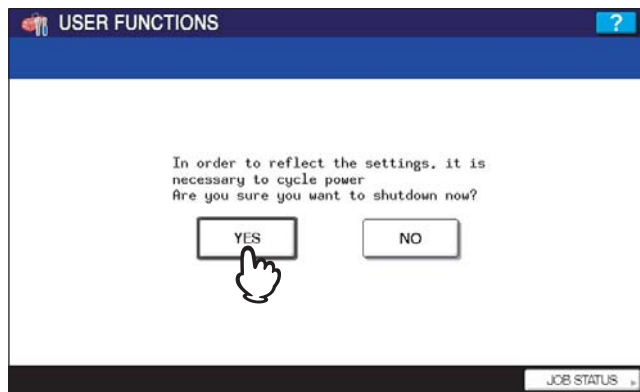 USER FUNCTIONS
?
In order to reflect the settings, it is
necessary to cycle power
Are you sure you want to shutdown now?
YES
NO
JOB STATUS